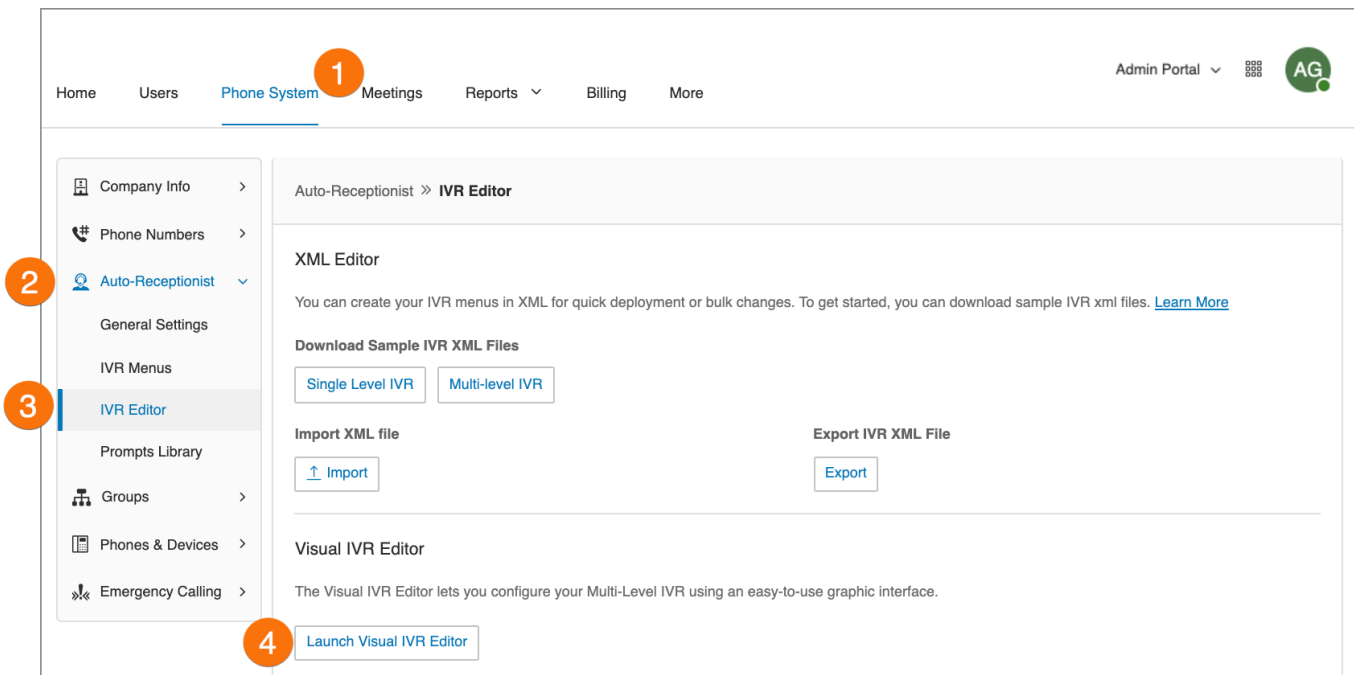 1
Admin Portal
AG
Home Users Phone System Meetings Reports Billing More
Company Info
Phone Numbers
2
Auto-Receptionist
General Settings
IVR Menus
3
IVR Editor
Prompts Library
Groups
Phones & Devices
Emergency Calling
Auto-Receptionist » IVR Editor
XML Editor
You can create your IVR menus in XML for quick deployment or bulk changes. To get started, you can download sample IVR xml files. Learn More
Download Sample IVR XML Files
Single Level IVR Multi-level IVR
Import XML file Export IVR XML File
Import Export
Visual IVR Editor
The Visual IVR Editor lets you configure your Multi-Level IVR using an easy-to-use graphic interface.
4
Launch Visual IVR Editor